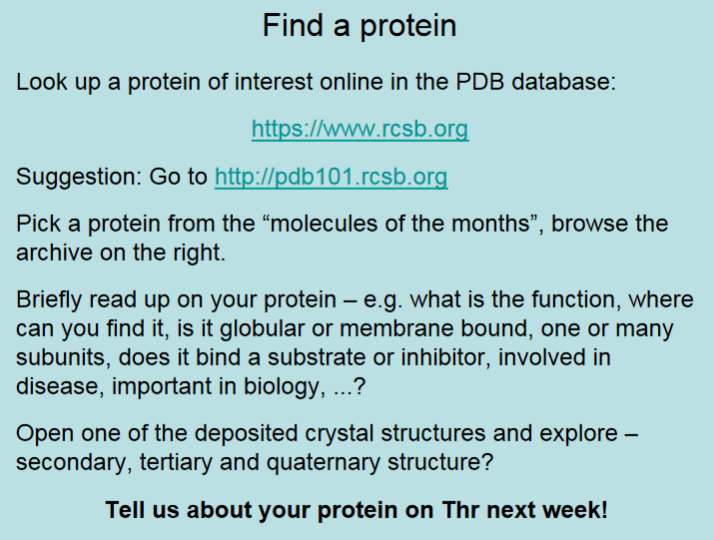 Find a protein
Look up a protein of interest online in the PDB database:
https://www.rcsb.org
Suggestion: Go to http://pdb101.rcsb.org
Pick a protein from the “molecules of the months”, browse the
archive on the right.
Briefly read up on your protein – e.g. what is the function, where
can you find it, is it globular or membrane bound, one or many
subunits, does it bind a substrate or inhibitor, involved in
disease, important in biology, ...?
Open one of the deposited crystal structures and explore –
secondary, tertiary and quaternary structure?
Tell us about your protein on Thr next week!